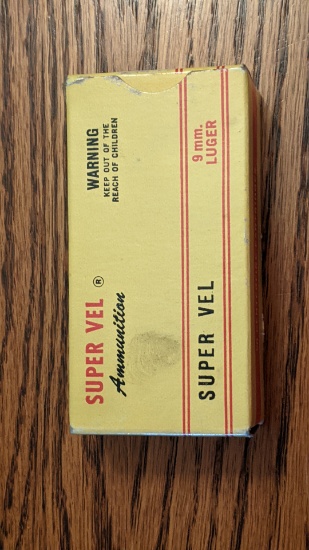 SUPER VEL ®
Ammunition
WARNING
KEEP OUT OF THE
REACH OF CHILDREN
SUPER VEL
9 mm.
LUGER